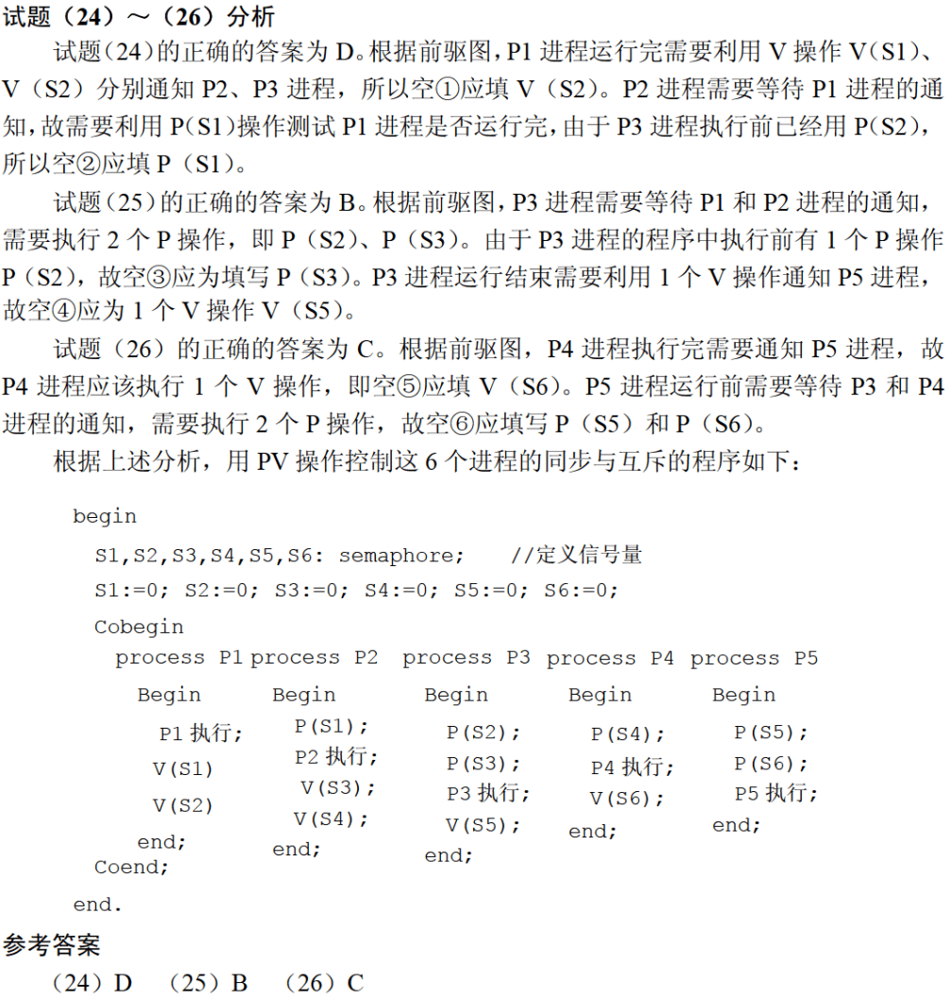 试题（24）～（26）分析
试题（24）的正确的答案为 D。根据前驱图，P1 进程运行完需要利用 V 操作 V（S1）、
V（S2）分别通知 P2、P3 进程，所以空①应填 V（S2）。P2 进程需要等待 P1 进程的通
知，故需要利用 P（S1）操作测试 P1 进程是否运行完，由于 P3 进程执行前已经用 P（S2），
所以空②应填 P（S1）。
试题（25）的正确的答案为 B。根据前驱图，P3 进程需要等待 P1 和 P2 进程的通知，
需要执行 2 个 P 操作，即 P（S2）、P（S3）。由于 P3 进程的程序中执行前有 1 个 P 操作
P（S2），故空③应为填写 P（S3）。P3 进程运行结束需要利用 1 个 V 操作通知 P5 进程，
故空④应为 1 个 V 操作 V（S5）。
试题（26）的正确的答案为 C。根据前驱图，P4 进程执行完需要通知 P5 进程，故
P4 进程应该执行 1 个 V 操作，即空⑤应填 V（S6）。P5 进程运行前需要等待 P3 和 P4
进程的通知，需要执行 2 个 P 操作，故空⑥应填写 P（S5）和 P（S6）。
根据上述分析，用 PV 操作控制这 6 个进程的同步与互斥的程序如下：
begin
S1,S2,S3,S4,S5,S6: semaphore; //定义信号量
S1:=0; S2:=0; S3:=0; S4:=0; S5:=0; S6:=0;
Cobegin
process P1 process P2 process P3 process P4 process P5
Begin Begin Begin Begin Begin
P1 执行; P(S1); P(S2); P(S4); P(S5);
V(S1) P2 执行; P(S3); P4 执行; P(S6);
V(S2) V(S3); P3 执行; V(S6); P5 执行;
end; V(S4); V(S5); end; end;
Coend; end; end;
end.
参考答案
（24）D （25）B （26）C